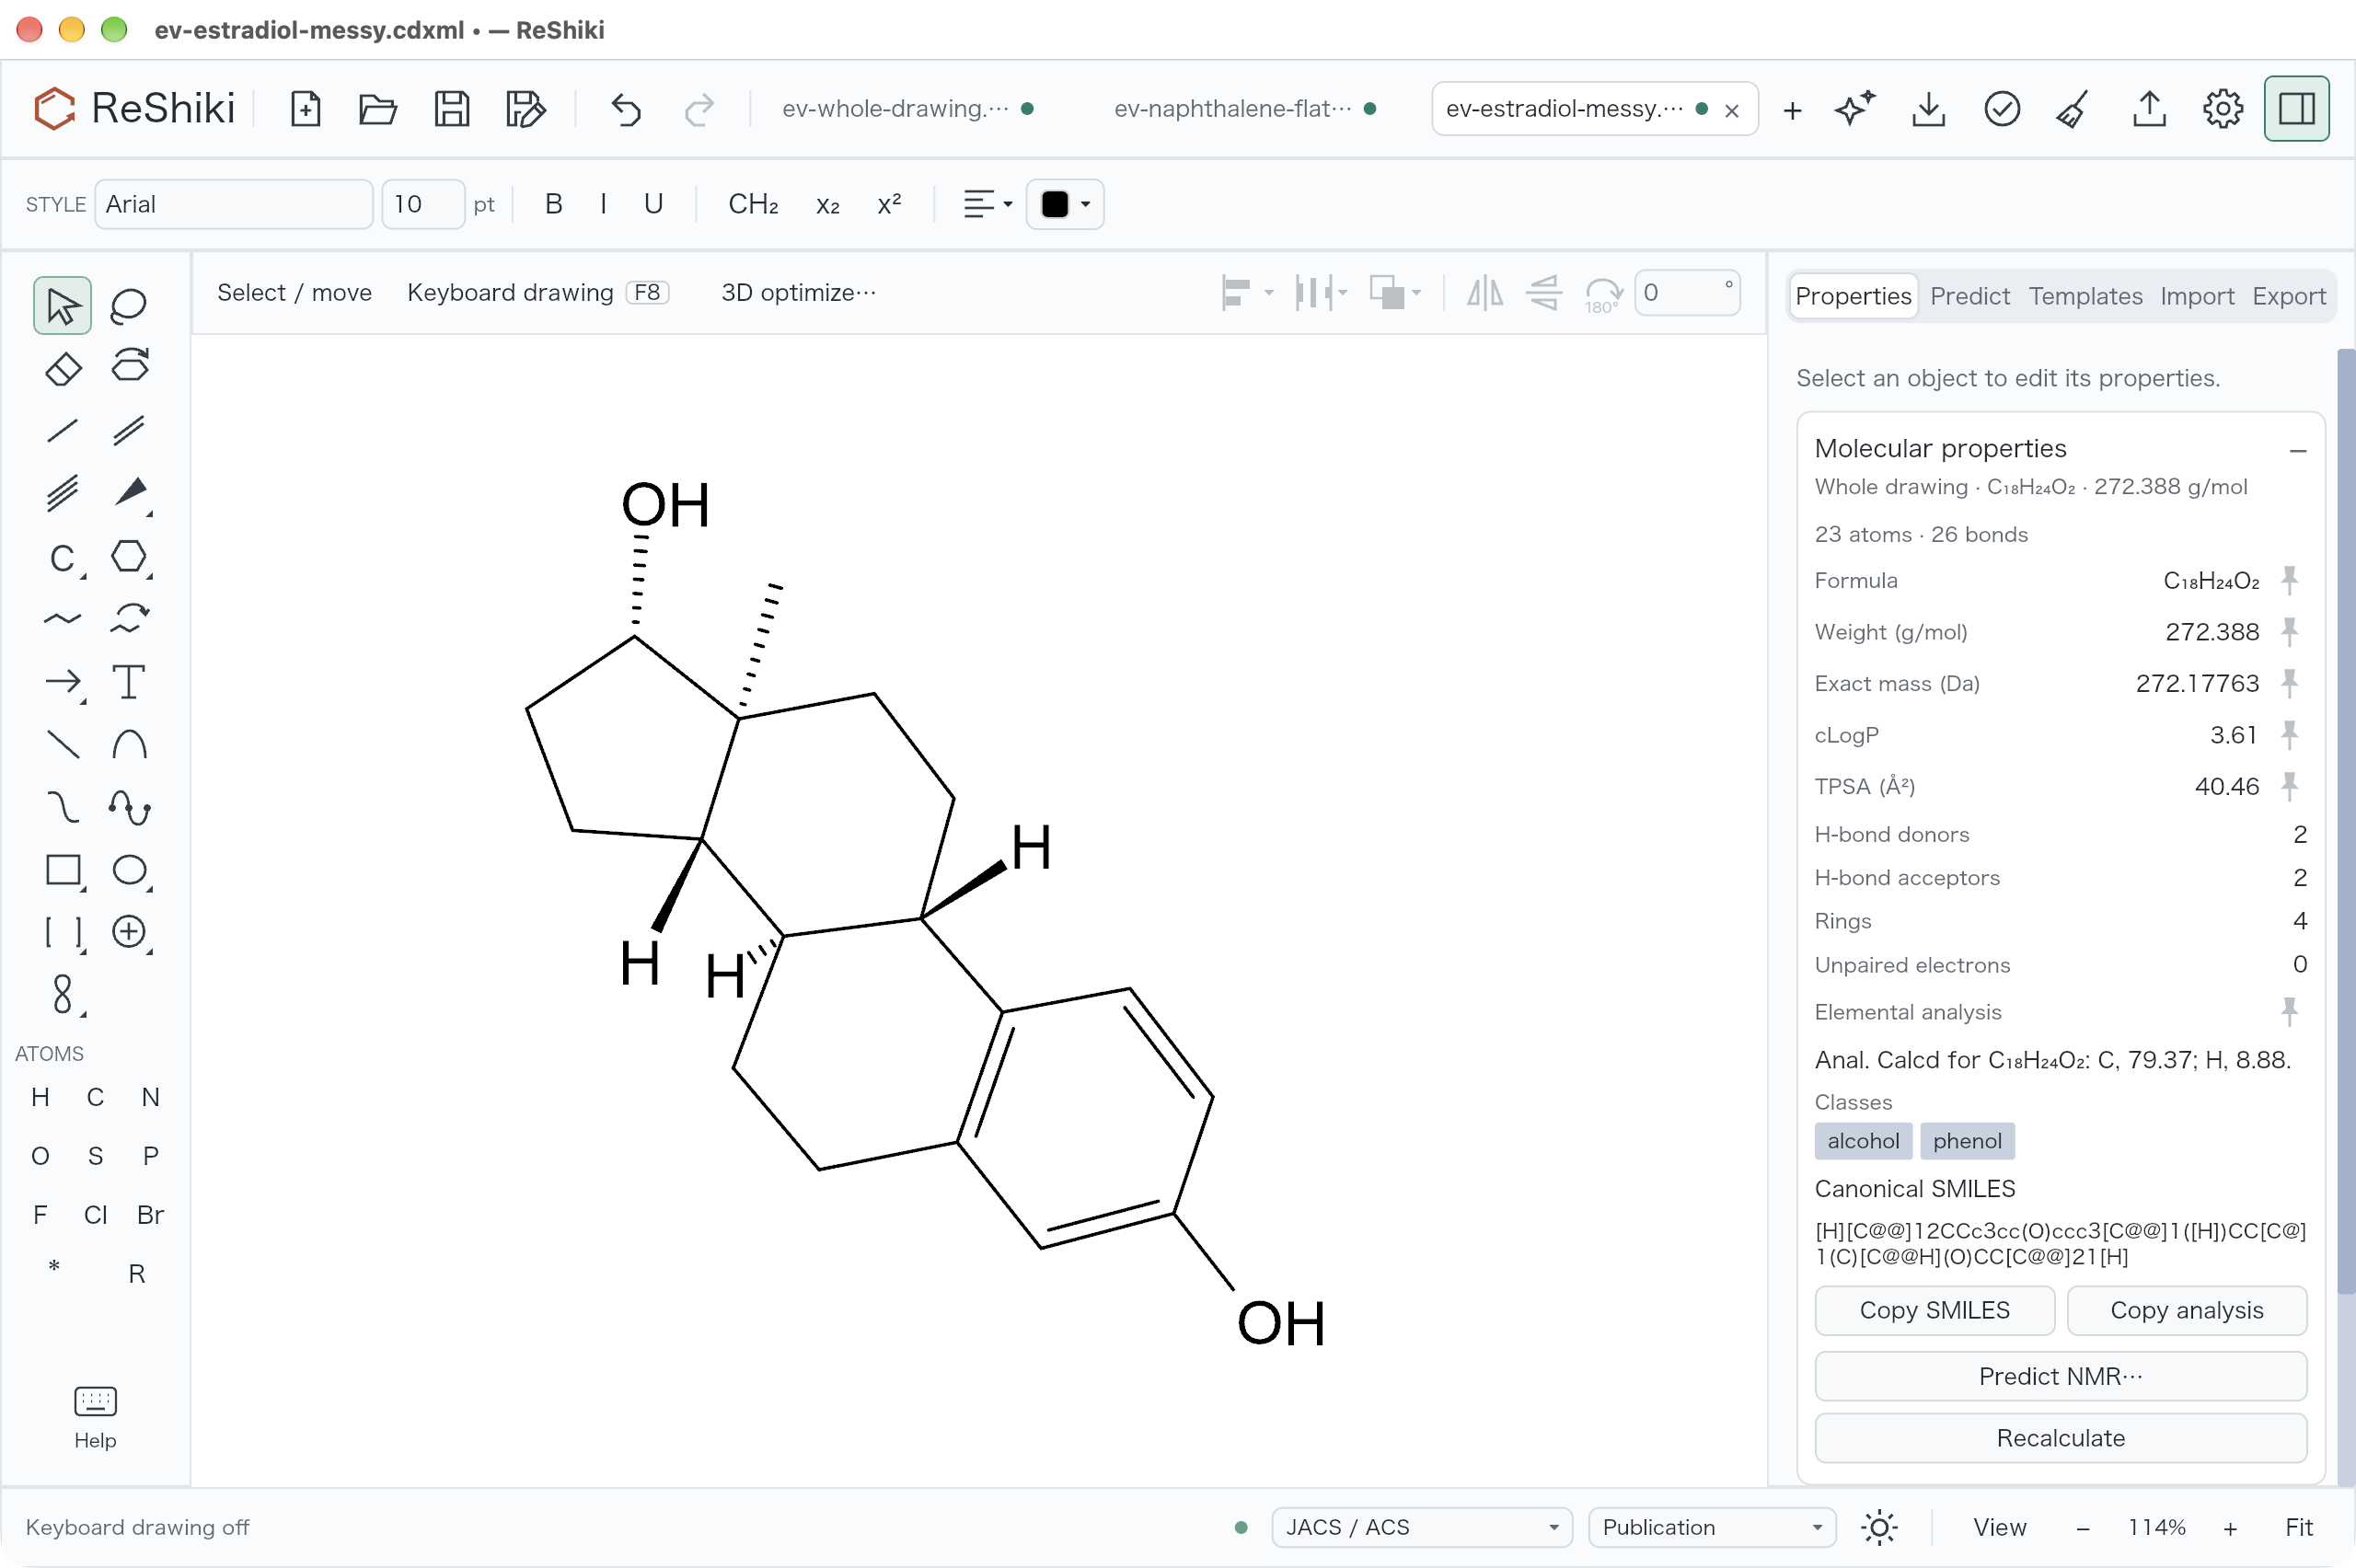 ev-estradiol-messy.cdxml • — ReShiki
ReShiki
ev-whole-drawing.…
ev-naphthalene-flat…
ev-estradiol-messy.…
STYLE Arial 10 pt B I U CH₂ x₂ x²
Select / move Keyboard drawing F8 3D optimize…
180° 0 °
Properties Predict Templates Import Export
C
T
[ ]
ATOMS
H C N
O S P
F Cl Br
* R
Help
OH
H
H
H
OH
Select an object to edit its properties.
Molecular properties
Whole drawing · C₁₈H₂₄O₂ · 272.388 g/mol
23 atoms · 26 bonds
Formula C₁₈H₂₄O₂
Weight (g/mol) 272.388
Exact mass (Da) 272.17763
cLogP 3.61
TPSA (Å²) 40.46
H-bond donors 2
H-bond acceptors 2
Rings 4
Unpaired electrons 0
Elemental analysis
Anal. Calcd for C₁₈H₂₄O₂: C, 79.37; H, 8.88.
Classes
alcohol phenol
Canonical SMILES
[H][C@@]12CCc3cc(O)ccc3[C@@]1([H])CC[C@]
1(C)[C@@H](O)CC[C@@]21[H]
Copy SMILES Copy analysis
Predict NMR…
Recalculate
Keyboard drawing off
JACS / ACS Publication View − 114% + Fit